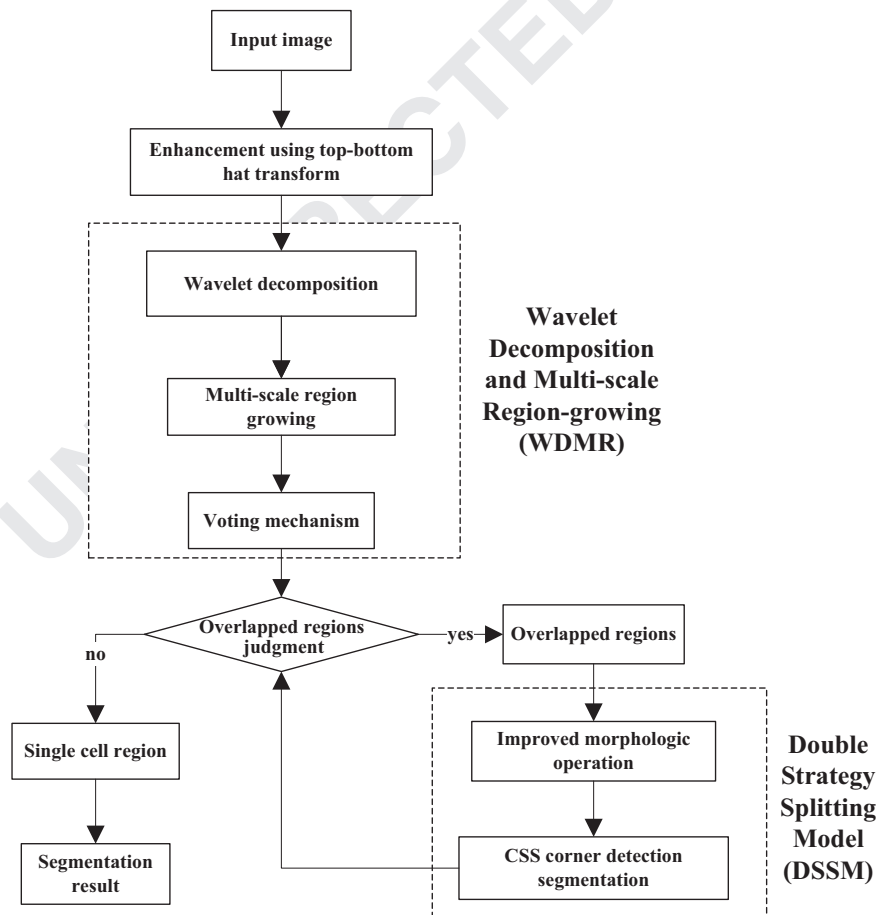 Input image
Enhancement using top-bottom
hat transform
Wavelet decomposition
Multi-scale region
growing
Voting mechanism
Wavelet
Decomposition
and Multi-scale
Region-growing
(WDMR)
Overlapped regions
judgment
yes
Overlapped regions
no
Single cell region
Segmentation
result
Improved morphologic
operation
CSS corner detection
segmentation
Double
Strategy
Splitting
Model
(DSSM)